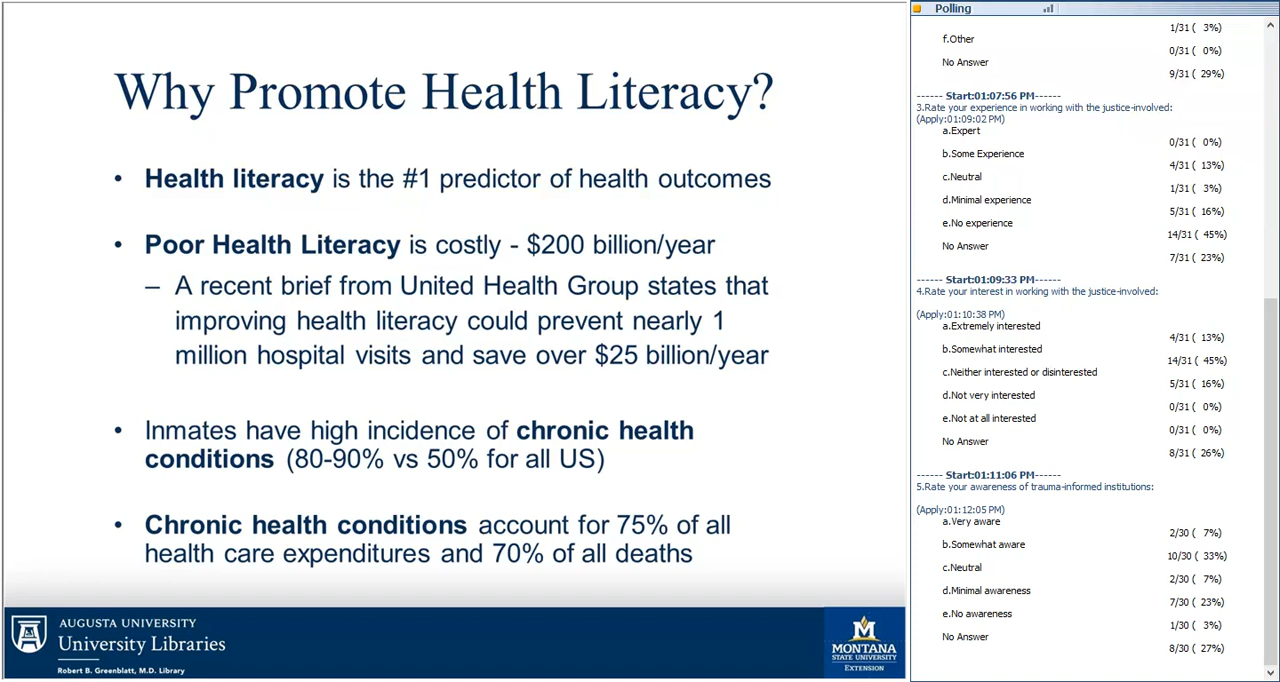 Why Promote Health Literacy?
• Health literacy is the #1 predictor of health outcomes
• Poor Health Literacy is costly - $200 billion/year
– A recent brief from United Health Group states that
improving health literacy could prevent nearly 1
million hospital visits and save over $25 billion/year
• Inmates have high incidence of chronic health
conditions (80-90% vs 50% for all US)
• Chronic health conditions account for 75% of all
health care expenditures and 70% of all deaths
AUGUSTA UNIVERSITY
University Libraries
Robert B. Greenblatt, M.D. Library
M
MONTANA
STATE UNIVERSITY
EXTENSION
Polling
1/31 ( 3%)
f.Other
0/31 ( 0%)
No Answer
9/31 ( 29%)
------ Start:01:07:56 PM------
3.Rate your experience in working with the justice-involved:
(Apply:01:09:02 PM)
a.Expert
0/31 ( 0%)
b.Some Experience
4/31 ( 13%)
c.Neutral
1/31 ( 3%)
d.Minimal experience
5/31 ( 16%)
e.No experience
14/31 ( 45%)
No Answer
7/31 ( 23%)
------ Start:01:09:33 PM------
4.Rate your interest in working with the justice-involved:
(Apply:01:10:38 PM)
a.Extremely interested
4/31 ( 13%)
b.Somewhat interested
14/31 ( 45%)
c.Neither interested or disinterested
5/31 ( 16%)
d.Not very interested
0/31 ( 0%)
e.Not at all interested
0/31 ( 0%)
No Answer
8/31 ( 26%)
------ Start:01:11:06 PM------
5.Rate your awareness of trauma-informed institutions:
(Apply:01:12:05 PM)
a.Very aware
2/30 ( 7%)
b.Somewhat aware
10/30 ( 33%)
c.Neutral
2/30 ( 7%)
d.Minimal awareness
7/30 ( 23%)
e.No awareness
1/30 ( 3%)
No Answer
8/30 ( 27%)